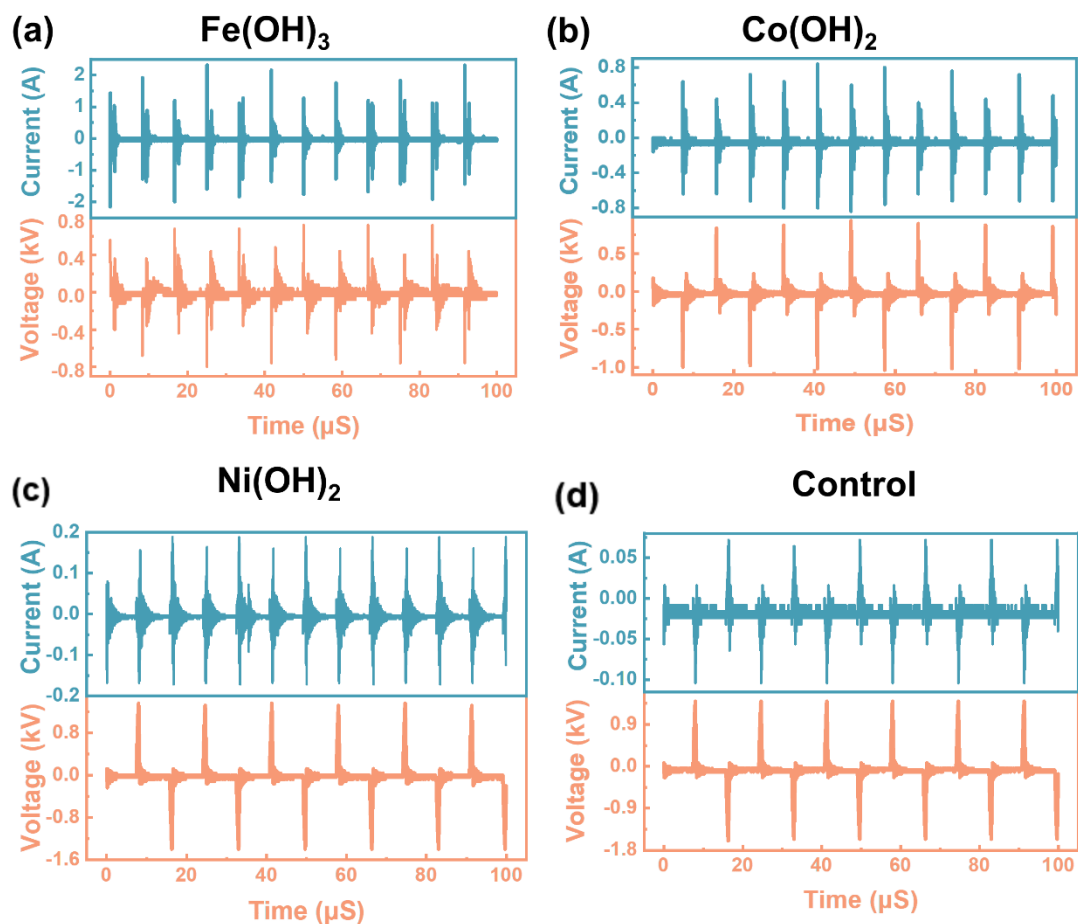 (a) Fe(OH)3
Current (A)
2
1
0
-1
-2
Voltage (kV)
0.8
0.4
0.0
-0.4
-0.8
0 20 40 60 80 100
Time (μS)
(b) Co(OH)2
Current (A)
0.8
0.4
0.0
-0.4
-0.8
Voltage (kV)
0.5
0.0
-0.5
-1.0
0 20 40 60 80 100
Time (μS)
(c) Ni(OH)2
Current (A)
0.2
0.1
0.0
-0.1
-0.2
Voltage (kV)
0.8
0.0
-0.8
-1.6
0 20 40 60 80 100
Time (μS)
(d) Control
Current (A)
0.05
0.00
-0.05
-0.10
Voltage (kV)
0.9
0.0
-0.9
-1.8
0 20 40 60 80 100
Time (μS)